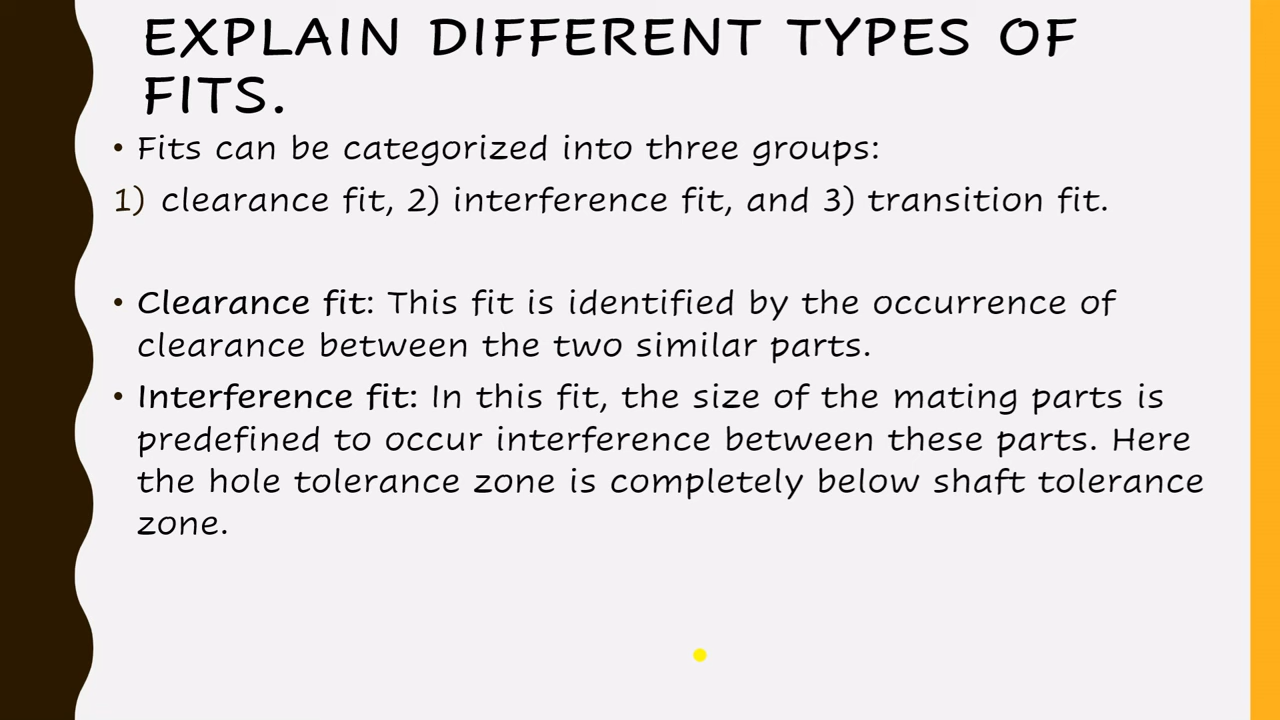 EXPLAIN DIFFERENT TYPES OF
FITS.
• Fits can be categorized into three groups:
1) clearance fit, 2) interference fit, and 3) transition fit.
• Clearance fit: This fit is identified by the occurrence of
clearance between the two similar parts.
• Interference fit: In this fit, the size of the mating parts is
predefined to occur interference between these parts. Here
the hole tolerance zone is completely below shaft tolerance
zone.